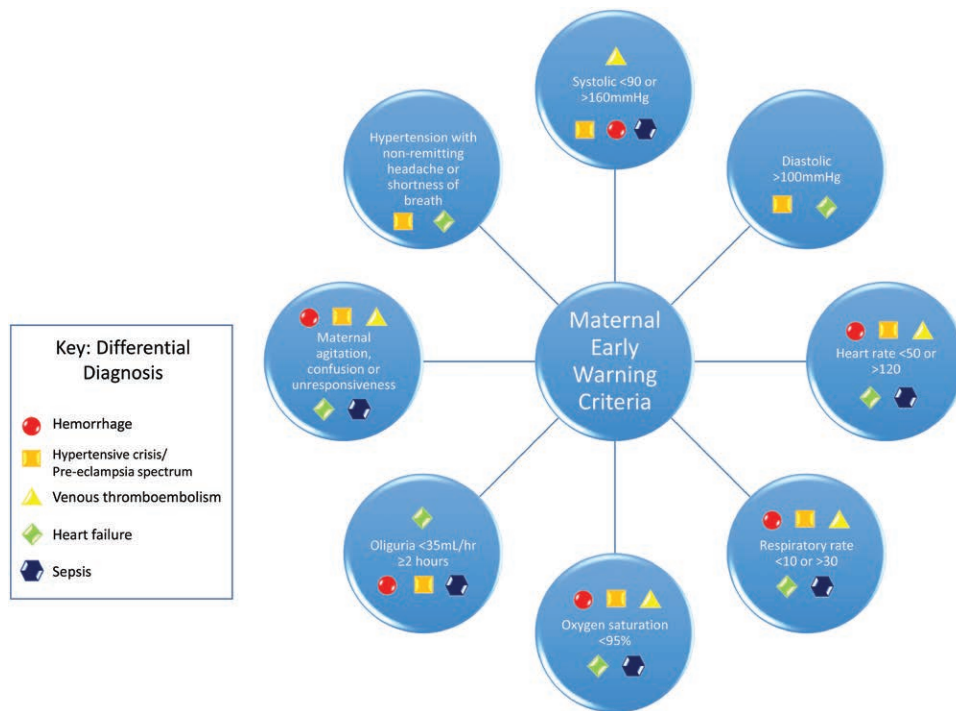 Systolic <90 or
>160mmHg
Hypertension with
non-remitting
headache or
shortness of
breath
Diastolic
>100mmHg
Maternal
agitation,
confusion or
unresponsiveness
Maternal
Early
Warning
Criteria
Heart rate <50 or
>120
Key: Differential
Diagnosis
Hemorrhage
Hypertensive crisis/
Pre-eclampsia spectrum
Venous thromboembolism
Heart failure
Sepsis
Oliguria <35mL/hr
≥2 hours
Respiratory rate
<10 or >30
Oxygen saturation
<95%